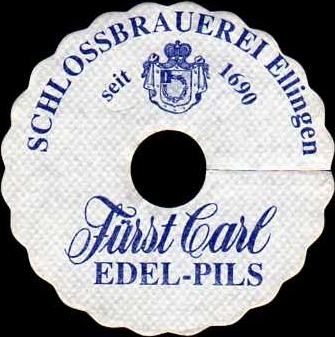 SCHLOSSBRAUEREI Ellingen
seit 1690
Fürst Carl
EDEL-PILS